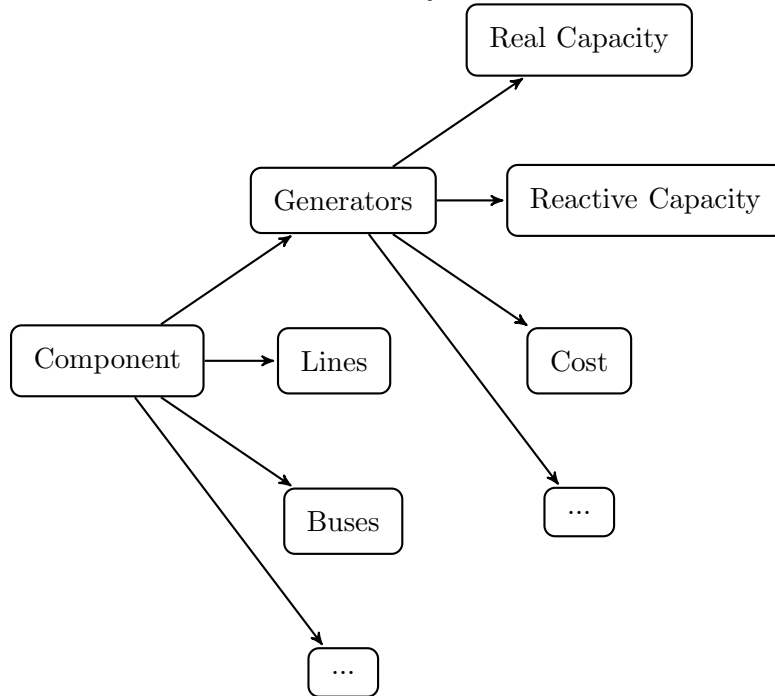 Real Capacity
Generators
Reactive Capacity
Component
Lines
Cost
Buses
...
...